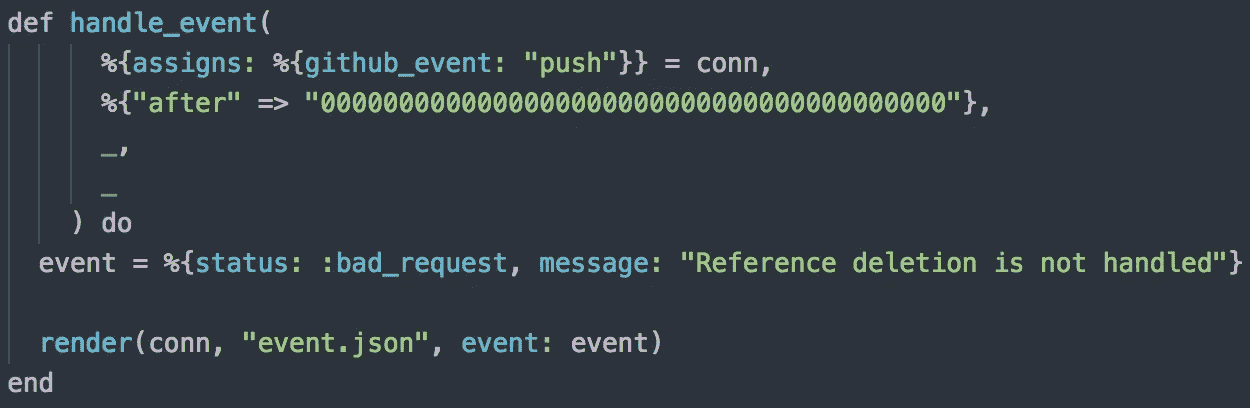 def handle_event(
        %{assigns: %{github_event: "push"}} = conn,
        %{"after" => "0000000000000000000000000000000000000000"},
        _,
        _
      ) do
  event = %{status: :bad_request, message: "Reference deletion is not handled"}

  render(conn, "event.json", event: event)
end